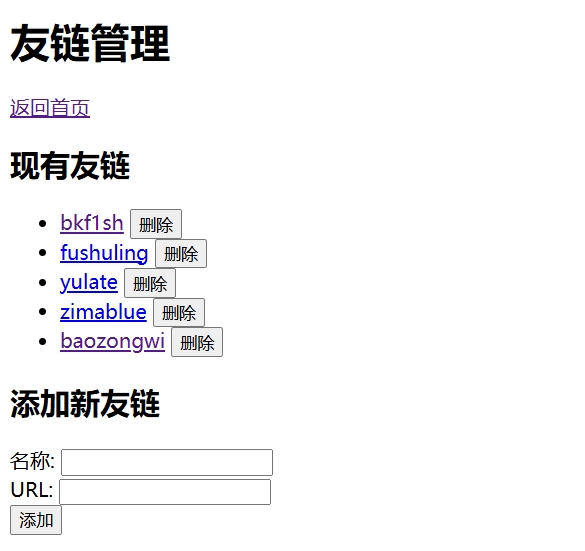 友链管理
返回首页
现有友链
bkf1sh 删除
fushuling 删除
yulate 删除
zimablue 删除
baozongwi 删除
添加新友链
名称:
URL:
添加